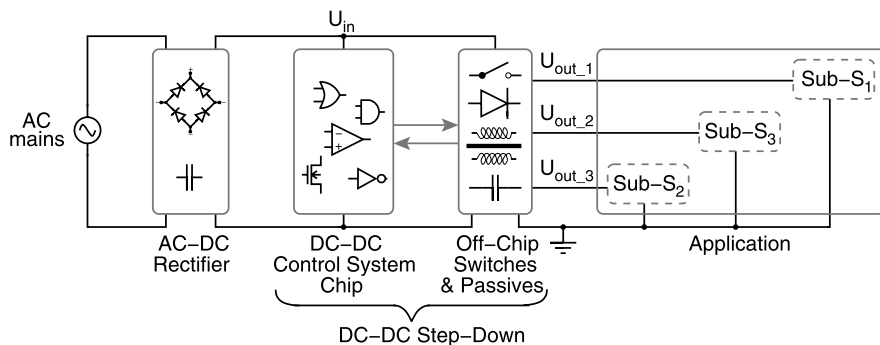 U_in
U_out_1
Sub–S_1
AC
mains
U_out_2
Sub–S_3
U_out_3
Sub–S_2
AC–DC
Rectifier
DC–DC
Control System
Chip
Off–Chip
Switches
& Passives
Application
DC–DC Step–Down